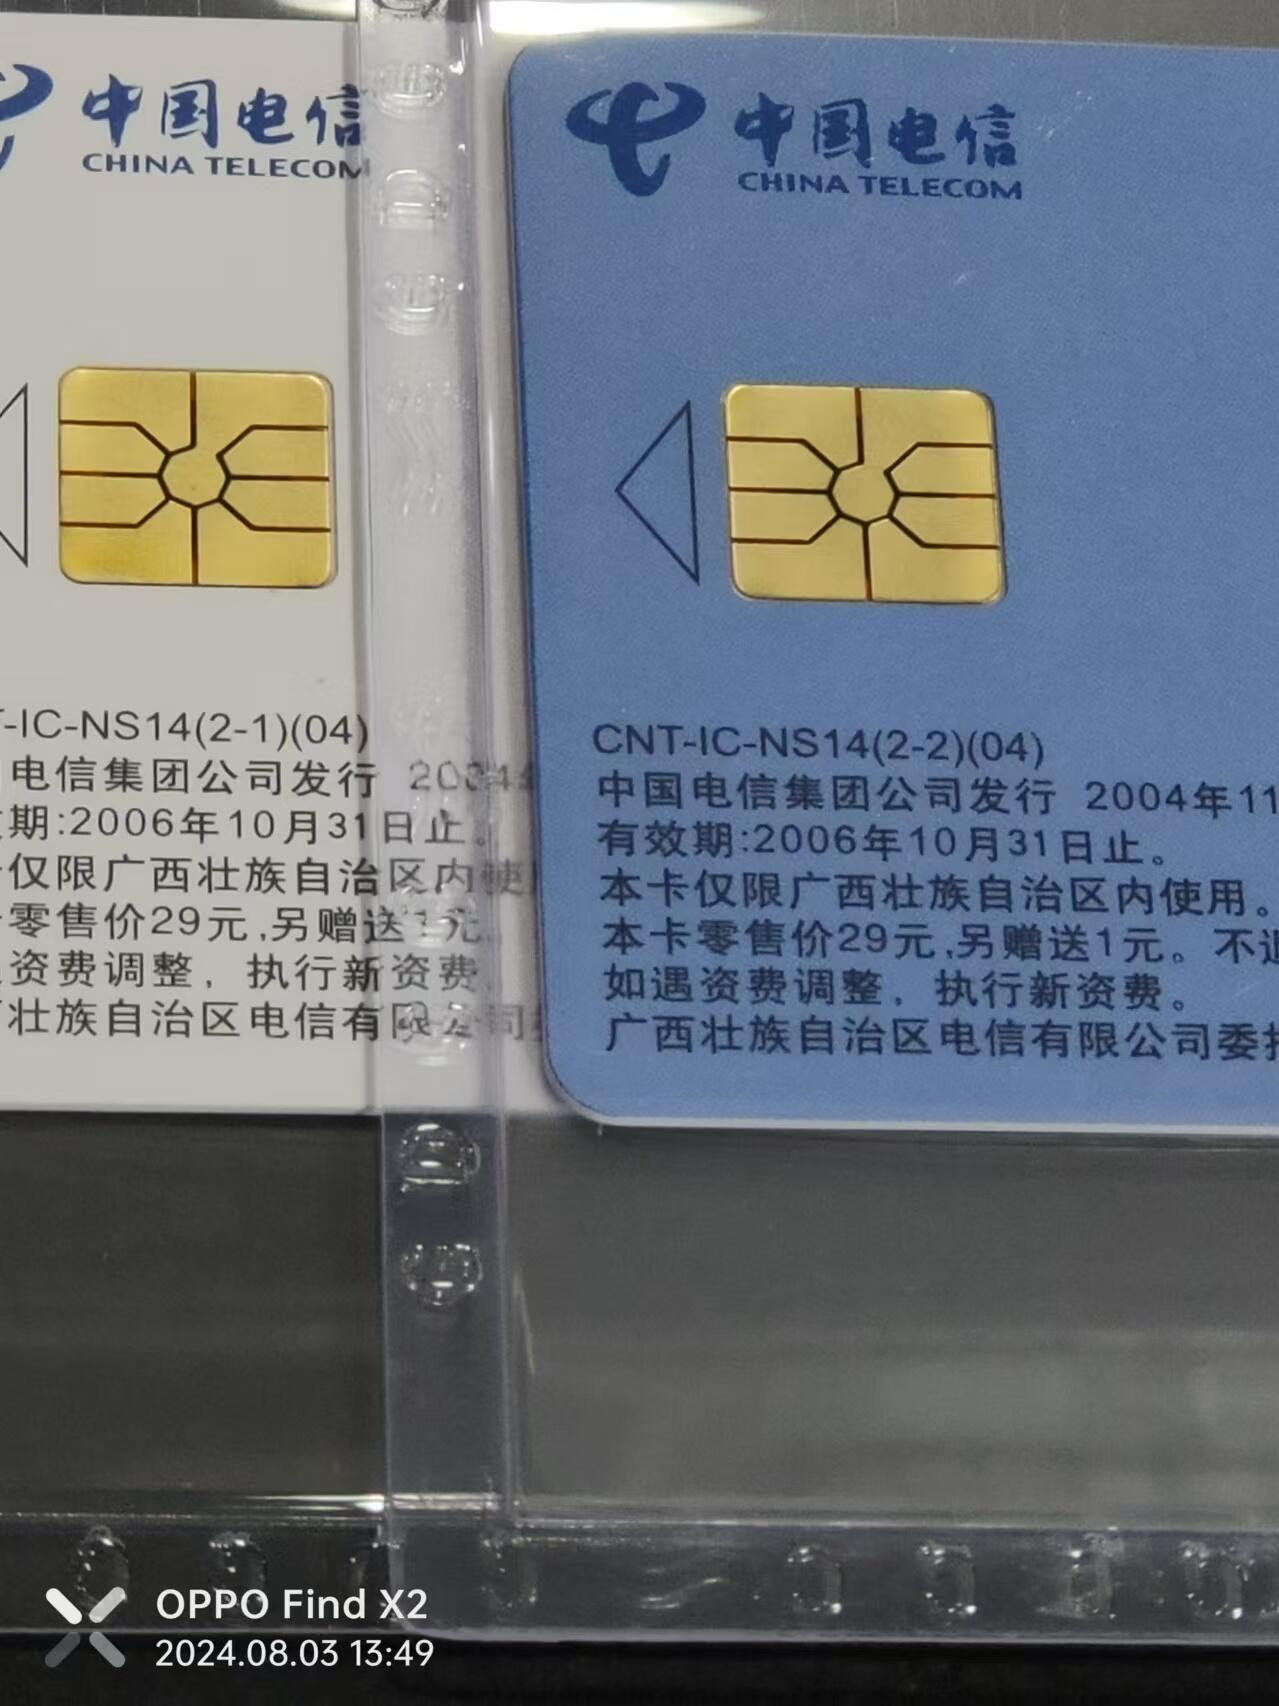 中国电信
CHINA TELECOM
-IC-NS14(2-1)(04)
电信集团公司发行 2004
期:2006年10月31日止。
仅限广西壮族自治区内使
零售价29元,另赠送1元。
资费调整，执行新资费。
壮族自治区电信有限公司
中国电信
CHINA TELECOM
CNT-IC-NS14(2-2)(04)
中国电信集团公司发行 2004年11
有效期:2006年10月31日止。
本卡仅限广西壮族自治区内使用。
本卡零售价29元,另赠送1元。不
如遇资费调整，执行新资费。
广西壮族自治区电信有限公司委
OPPO Find X2
2024.08.03 13:49